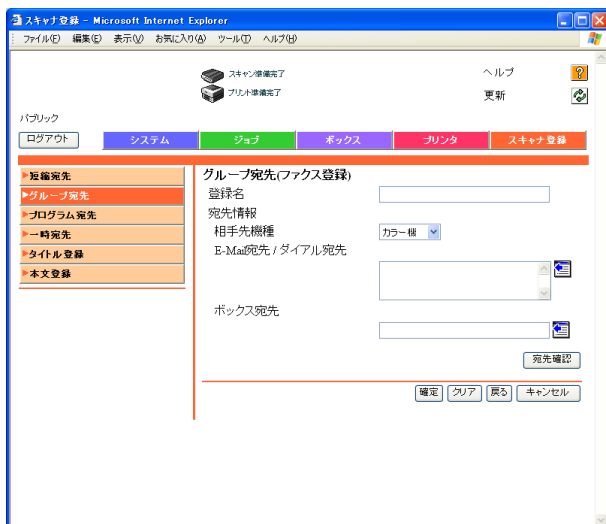 スキャナ登録 - Microsoft Internet Explorer
ファイル(F) 編集(E) 表示(V) お気に入り(A) ツール(T) ヘルプ(H)
スキャン準備完了
ヘルプ
プリント準備完了
更新
パブリック
ログアウト
システム
ジョブ
ボックス
プリンタ
スキャナ登録
短縮宛先
グループ宛先
プログラム宛先
一時宛先
タイトル登録
本文登録
グループ宛先(ファクス登録)
登録名
宛先情報
相手先機種
カラー機
E-Mail宛先 / ダイアル宛先
ボックス宛先
宛先確認
確定 クリア 戻る キャンセル